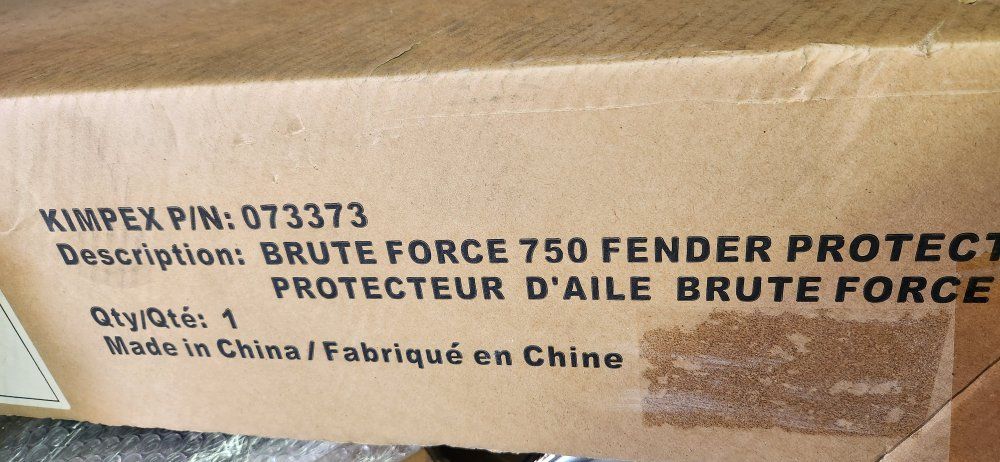 KIMPEX P/N: 073373
Description: BRUTE FORCE 750 FENDER PROTECT
PROTECTEUR D'AILE BRUTE FORCE
Qty/Qté: 1
Made in China / Fabriqué en Chine